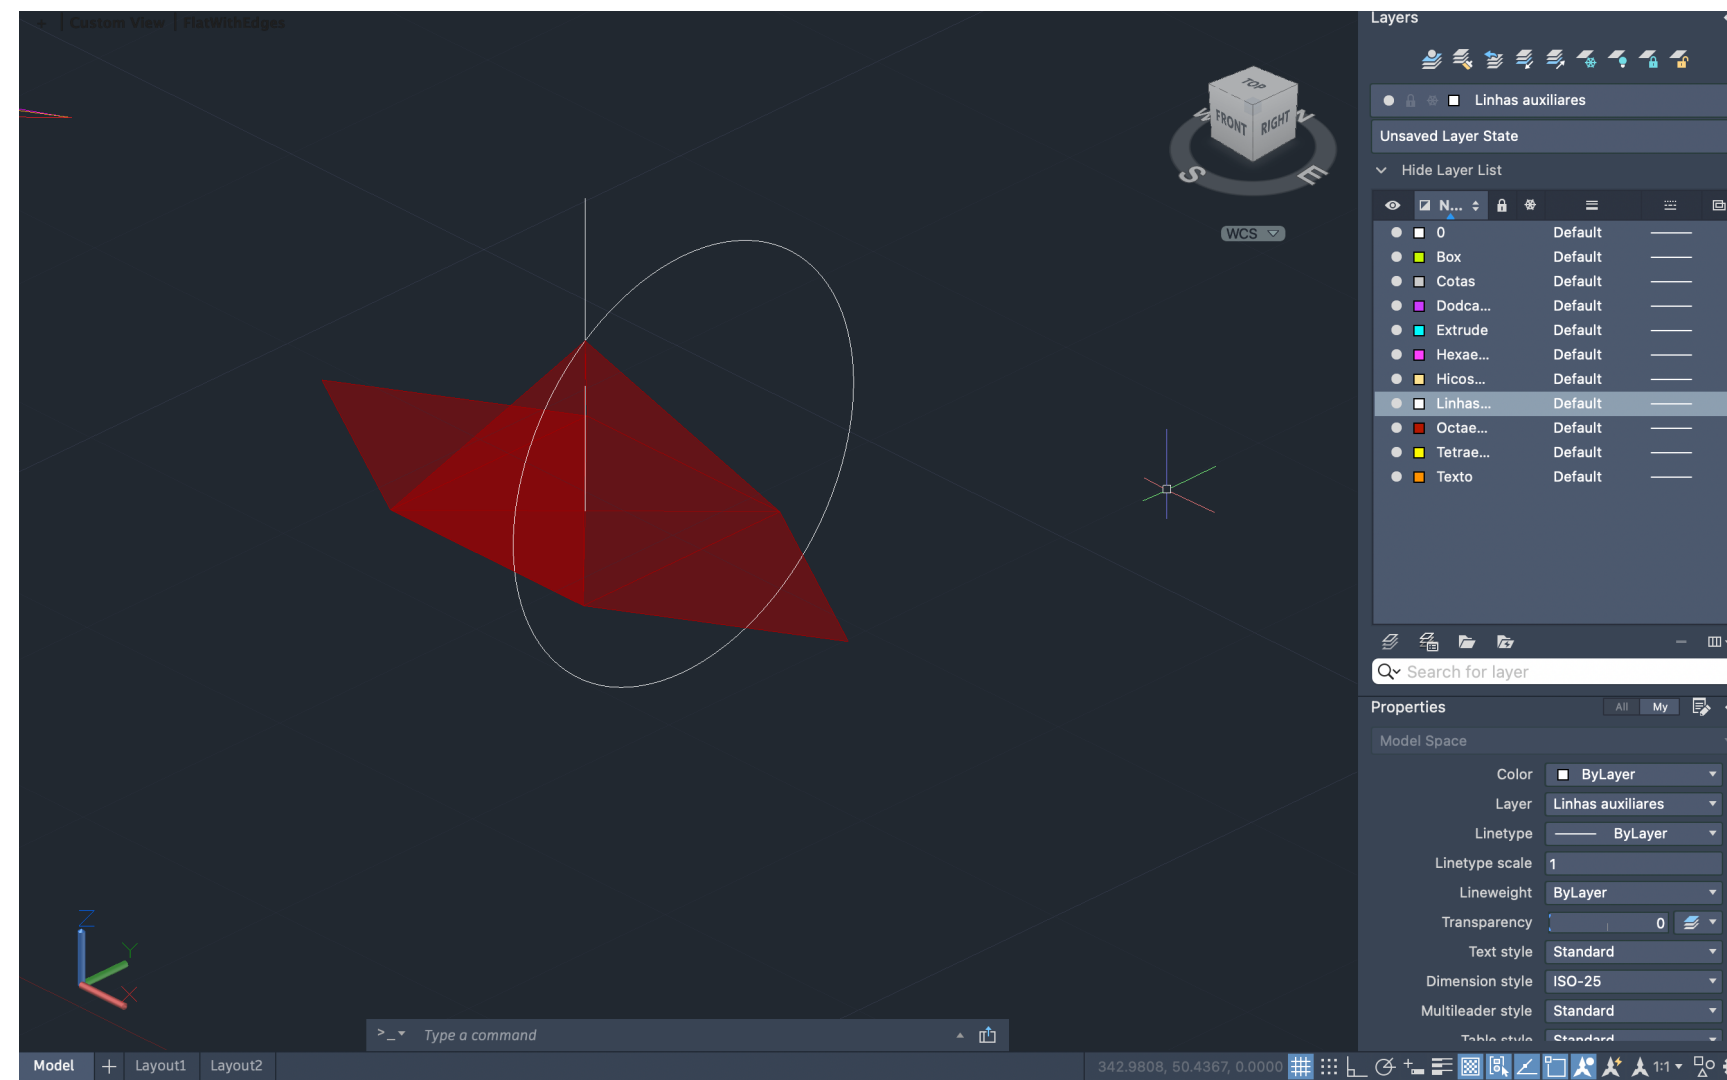 + | Custom View | FlatWithEdges
TOP
FRONT
RIGHT
W
N
S
E
WCS
Z
Y
X
>_ Type a command
Layers
Linhas auxiliares
Unsaved Layer State
Hide Layer List
N...
0 Default
Box Default
Cotas Default
Dodca... Default
Extrude Default
Hexae... Default
Hicos... Default
Linhas... Default
Octae... Default
Tetrae... Default
Texto Default
Search for layer
Properties All My
Model Space
Color ByLayer
Layer Linhas auxiliares
Linetype ByLayer
Linetype scale 1
Lineweight ByLayer
Transparency 0
Text style Standard
Dimension style ISO-25
Multileader style Standard
Table style Standard
Model + Layout1 Layout2 342.9808, 50.4367, 0.0000 1:1